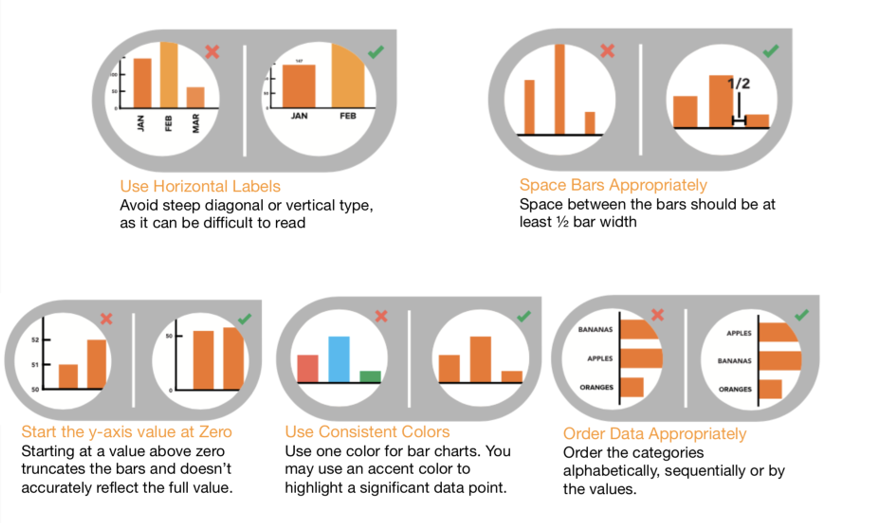 100
50
0
JAN
FEB
MAR
147
50
0
JAN
FEB
1/2
Use Horizontal Labels
Avoid steep diagonal or vertical type,
as it can be difficult to read
Space Bars Appropriately
Space between the bars should be at
least ½ bar width
52
51
50
50
0
BANANAS
APPLES
ORANGES
APPLES
BANANAS
ORANGES
Start the y-axis value at Zero
Starting at a value above zero
truncates the bars and doesn't
accurately reflect the full value.
Use Consistent Colors
Use one color for bar charts. You
may use an accent color to
highlight a significant data point.
Order Data Appropriately
Order the categories
alphabetically, sequentially or by
the values.